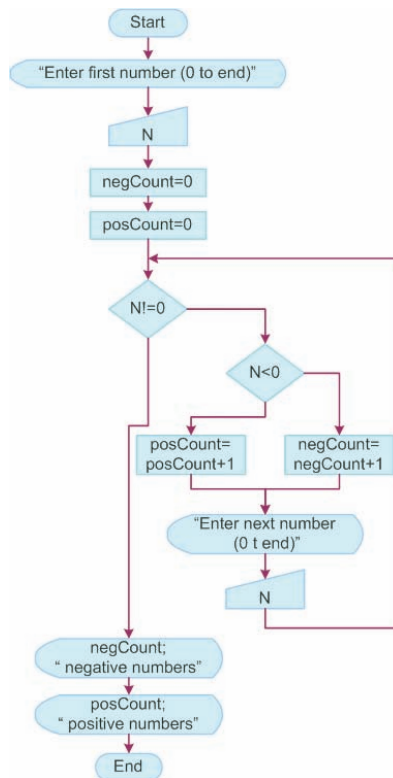 Start
“Enter first number (0 to end)”
N
negCount=0
posCount=0
N!=0
N<0
posCount=
posCount+1
negCount=
negCount+1
“Enter next number
(0 t end)”
N
negCount;
“ negative numbers”
posCount;
“ positive numbers”
End